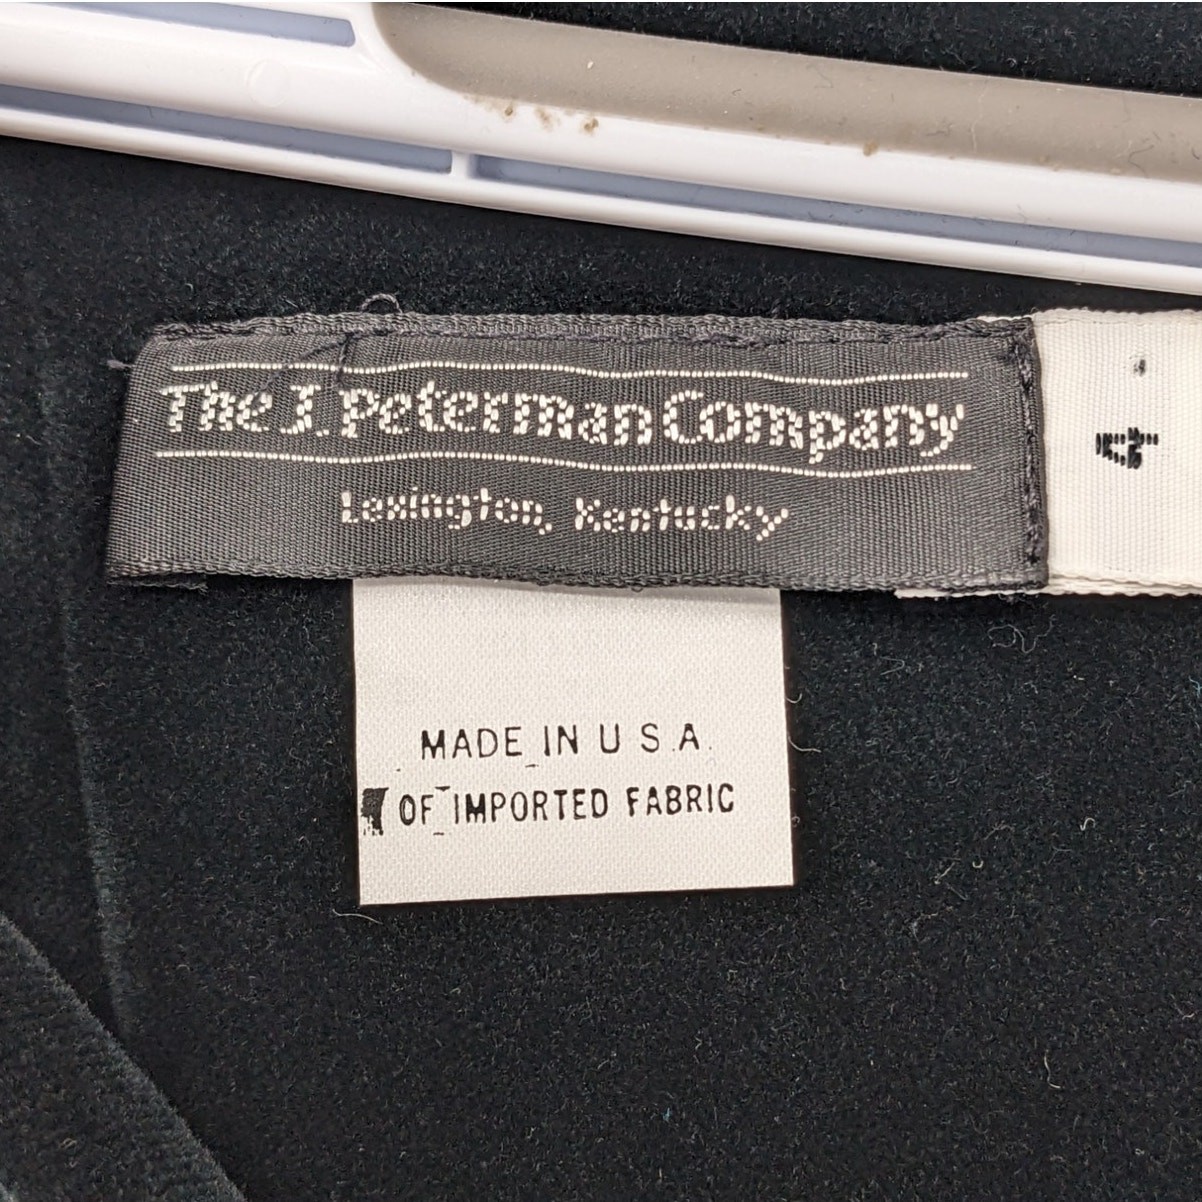 The J. Peterman Company
Lexington, Kentucky
MADE IN U S.A.
OF IMPORTED FABRIC